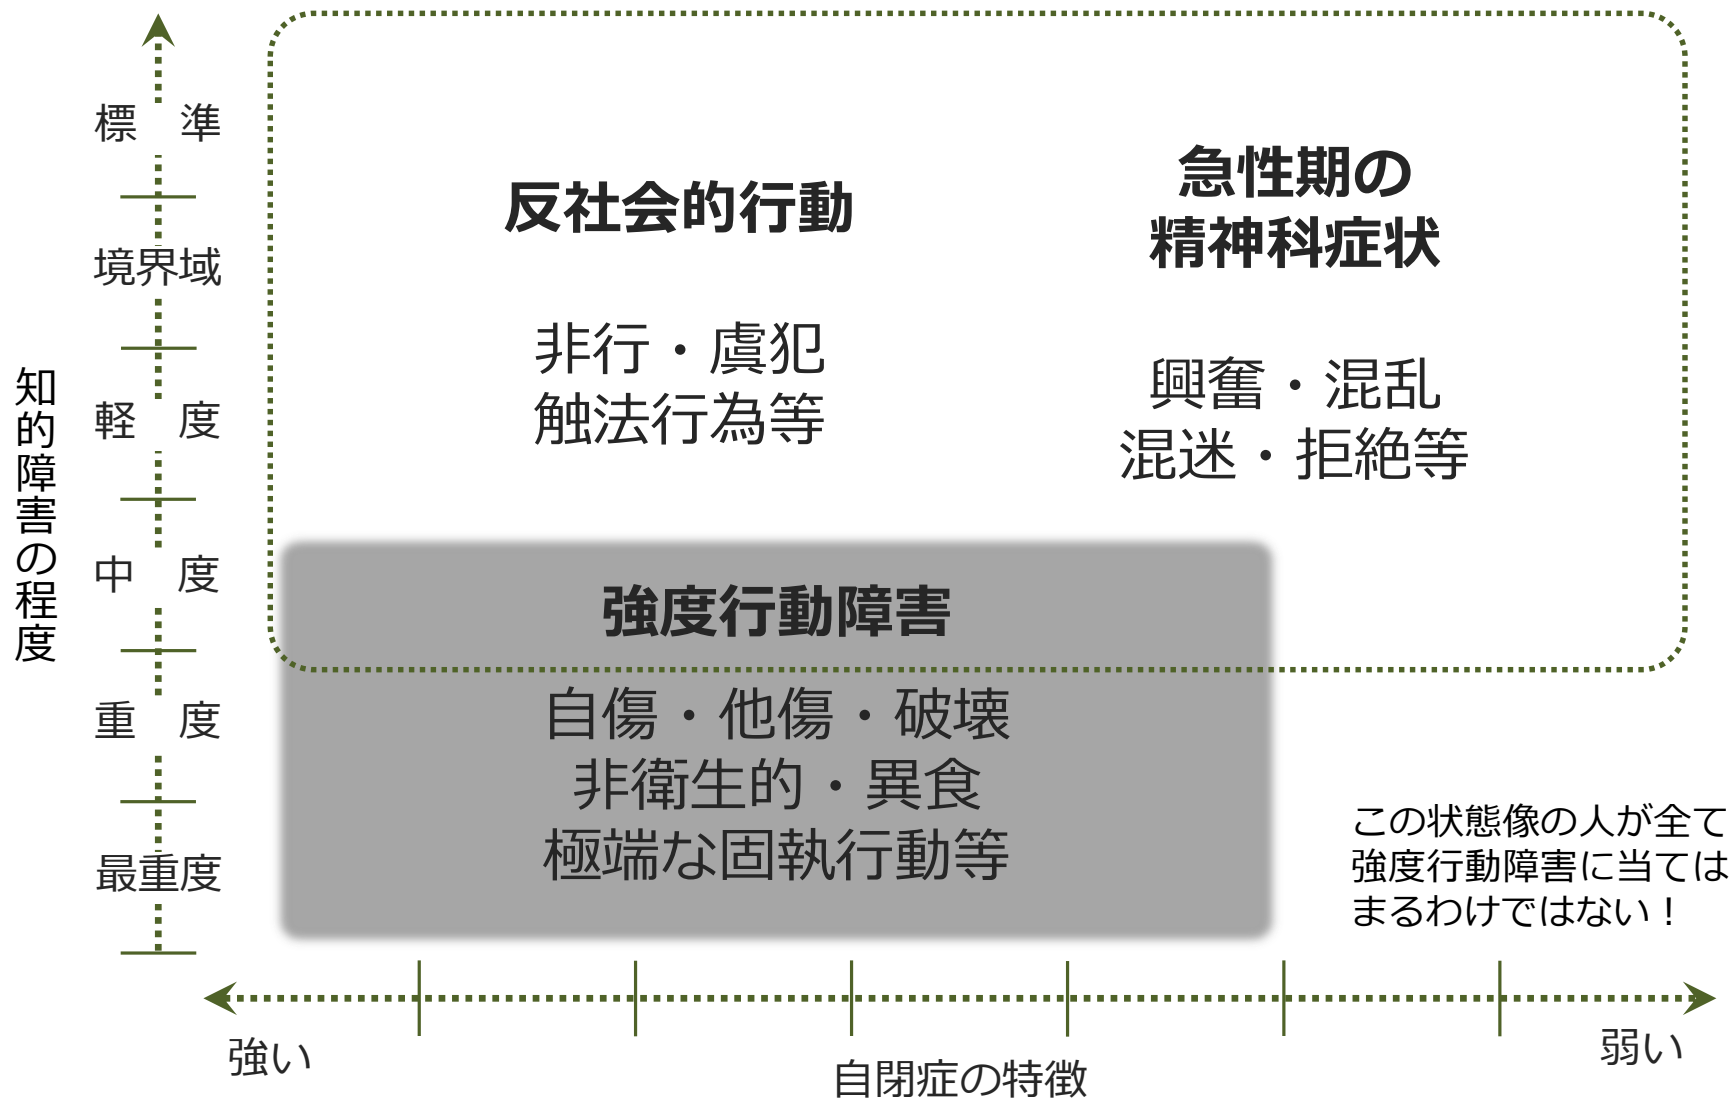 知的障害の程度
標　準
境界域
軽　度
中　度
重　度
最重度
反社会的行動
非行・虞犯
触法行為等
急性期の
精神科症状
興奮・混乱
混迷・拒絶等
強度行動障害
自傷・他傷・破壊
非衛生的・異食
極端な固執行動等
この状態像の人が全て
強度行動障害に当ては
まるわけではない！
強い
自閉症の特徴
弱い